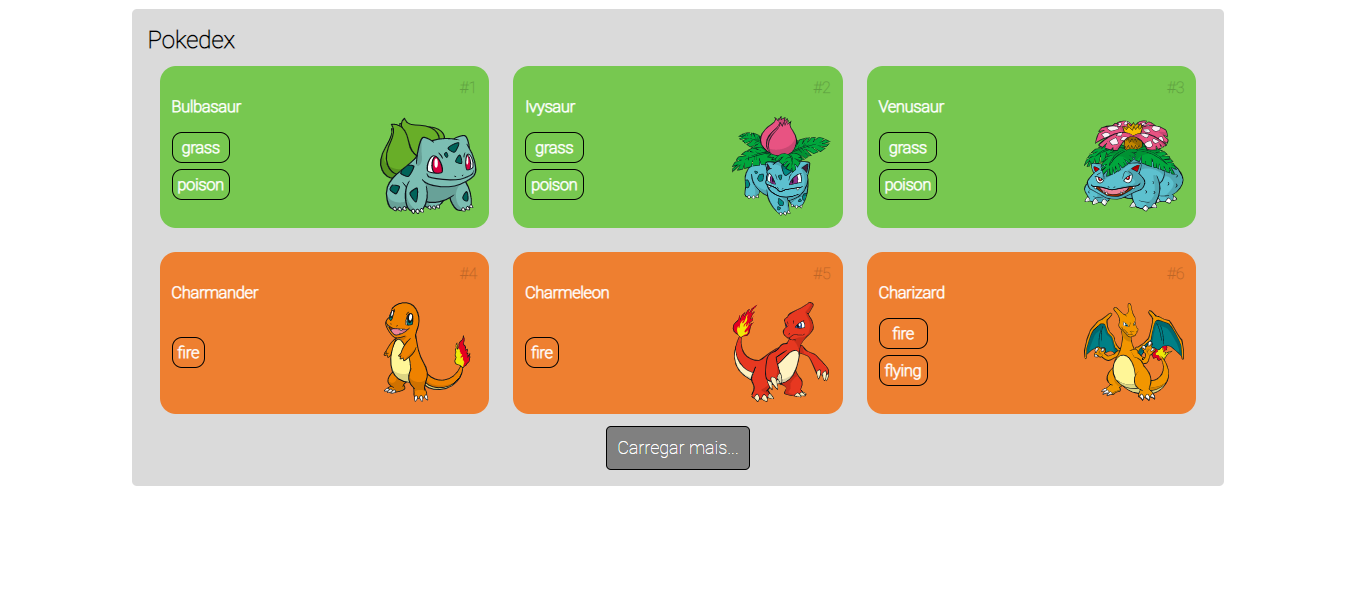 Pokedex
#1
Bulbasaur
grass
poison
#2
Ivysaur
grass
poison
#3
Venusaur
grass
poison
#4
Charmander
fire
#5
Charmeleon
fire
#6
Charizard
fire
flying
Carregar mais...